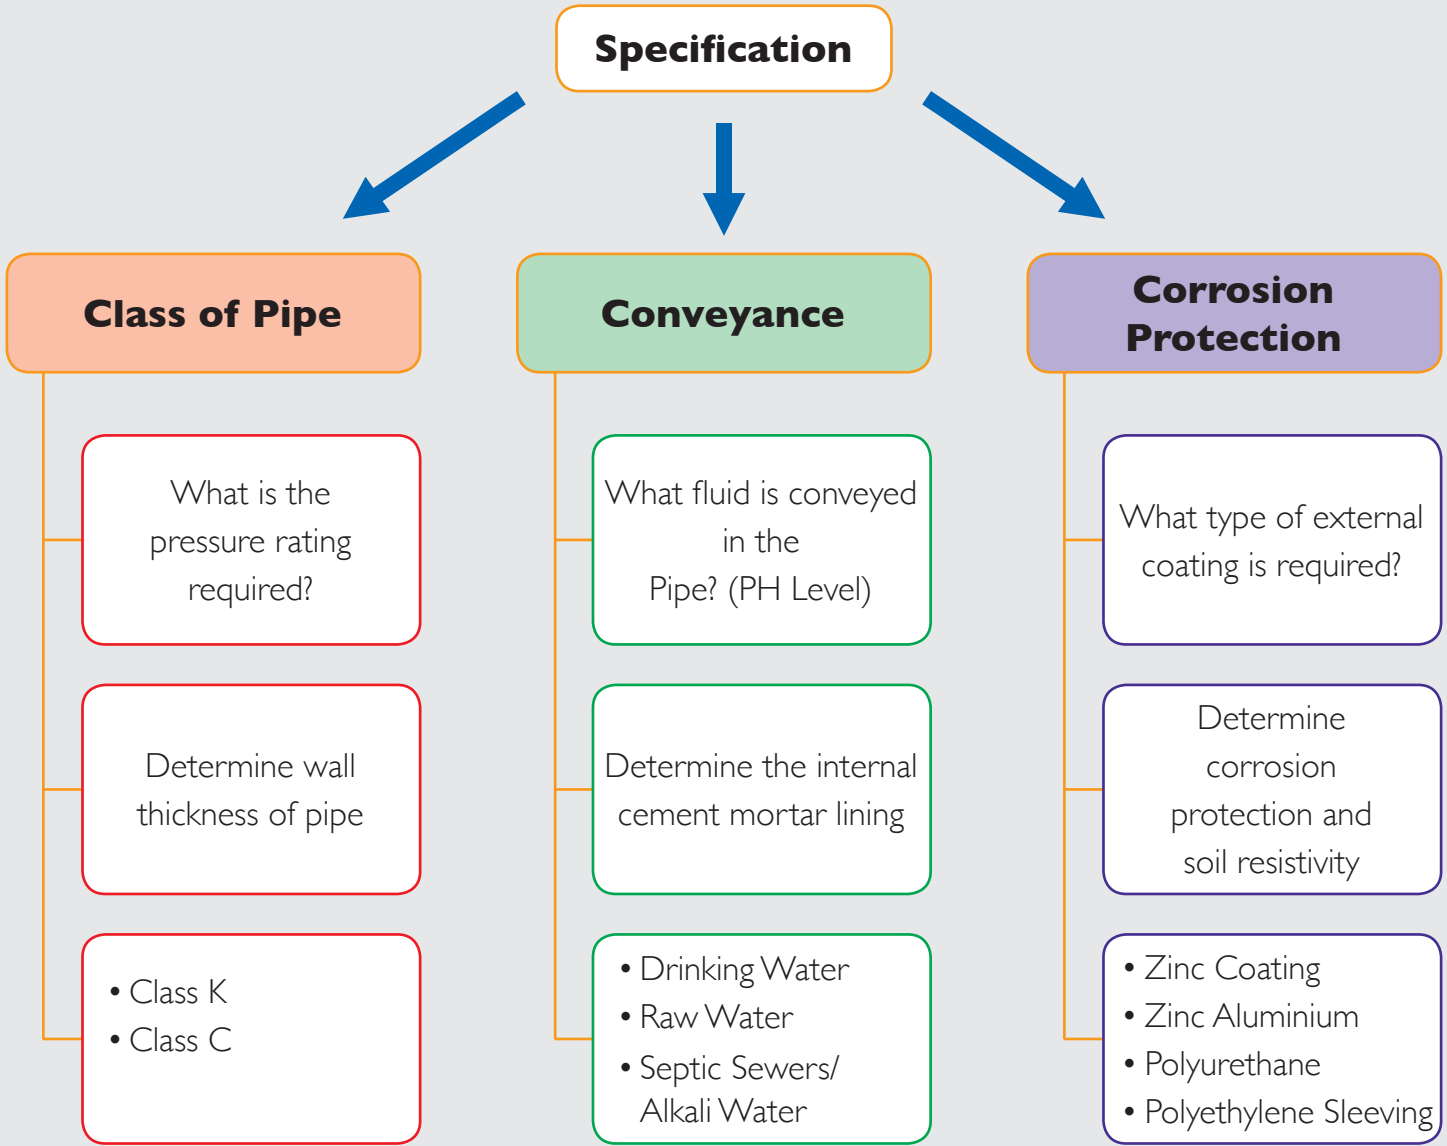 Specification
Class of Pipe
What is the
pressure rating
required?
Determine wall
thickness of pipe
• Class K
• Class C
Conveyance
What fluid is conveyed
in the
Pipe? (PH Level)
Determine the internal
cement mortar lining
• Drinking Water
• Raw Water
• Septic Sewers/
Alkali Water
Corrosion
Protection
What type of external
coating is required?
Determine
corrosion
protection and
soil resistivity
• Zinc Coating
• Zinc Aluminium
• Polyurethane
• Polyethylene Sleeving